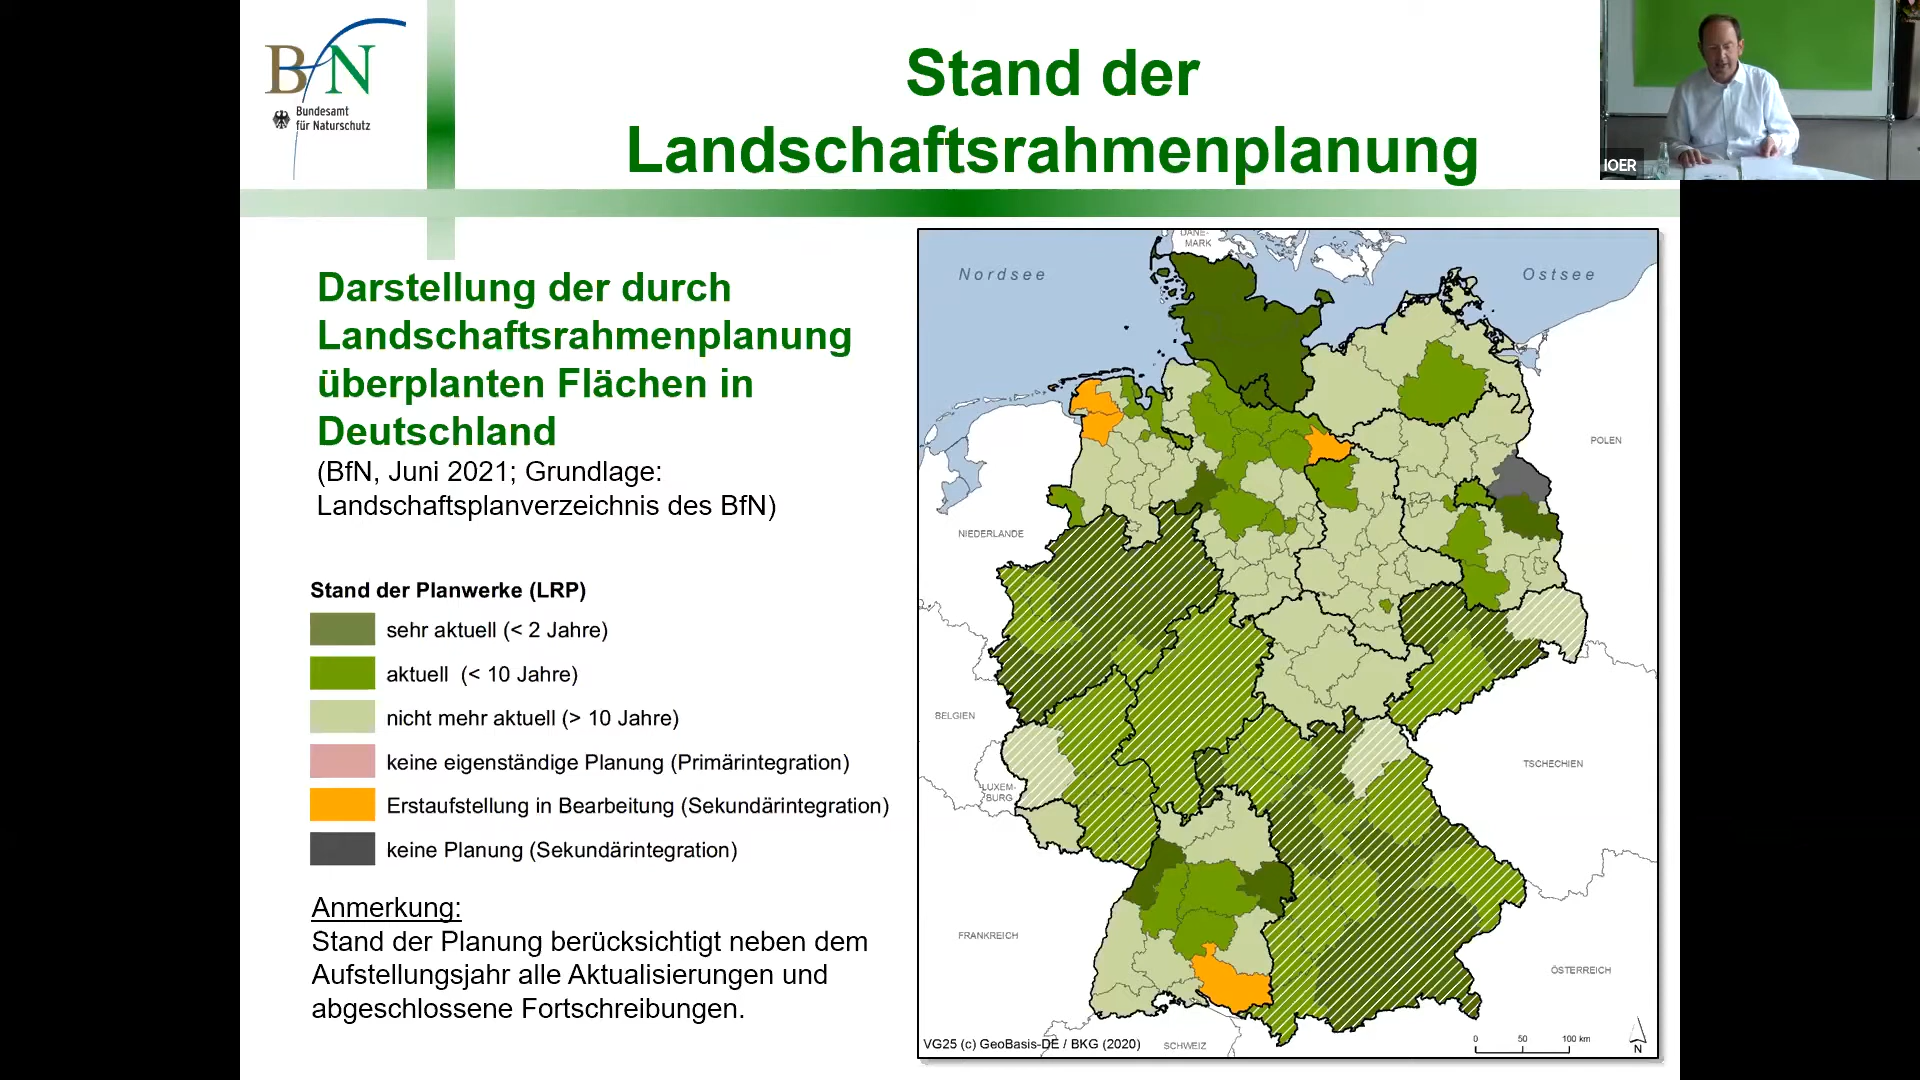 BfN
Bundesamt
für Naturschutz
Stand der
Landschaftsrahmenplanung
IOER
Darstellung der durch
Landschaftsrahmenplanung
überplanten Flächen in
Deutschland
(BfN, Juni 2021; Grundlage:
Landschaftsplanverzeichnis des BfN)
Stand der Planwerke (LRP)
sehr aktuell (< 2 Jahre)
aktuell (< 10 Jahre)
nicht mehr aktuell (> 10 Jahre)
keine eigenständige Planung (Primärintegration)
Erstaufstellung in Bearbeitung (Sekundärintegration)
keine Planung (Sekundärintegration)
Anmerkung:
Stand der Planung berücksichtigt neben dem
Aufstellungsjahr alle Aktualisierungen und
abgeschlossene Fortschreibungen.
DÄNE-
MARK
Nordsee
Ostsee
POLEN
NIEDERLANDE
BELGIEN
LUXEM-
BURG
TSCHECHIEN
FRANKREICH
ÖSTERREICH
SCHWEIZ
VG25 (c) GeoBasis-DE / BKG (2020)
0 50 100 km
N